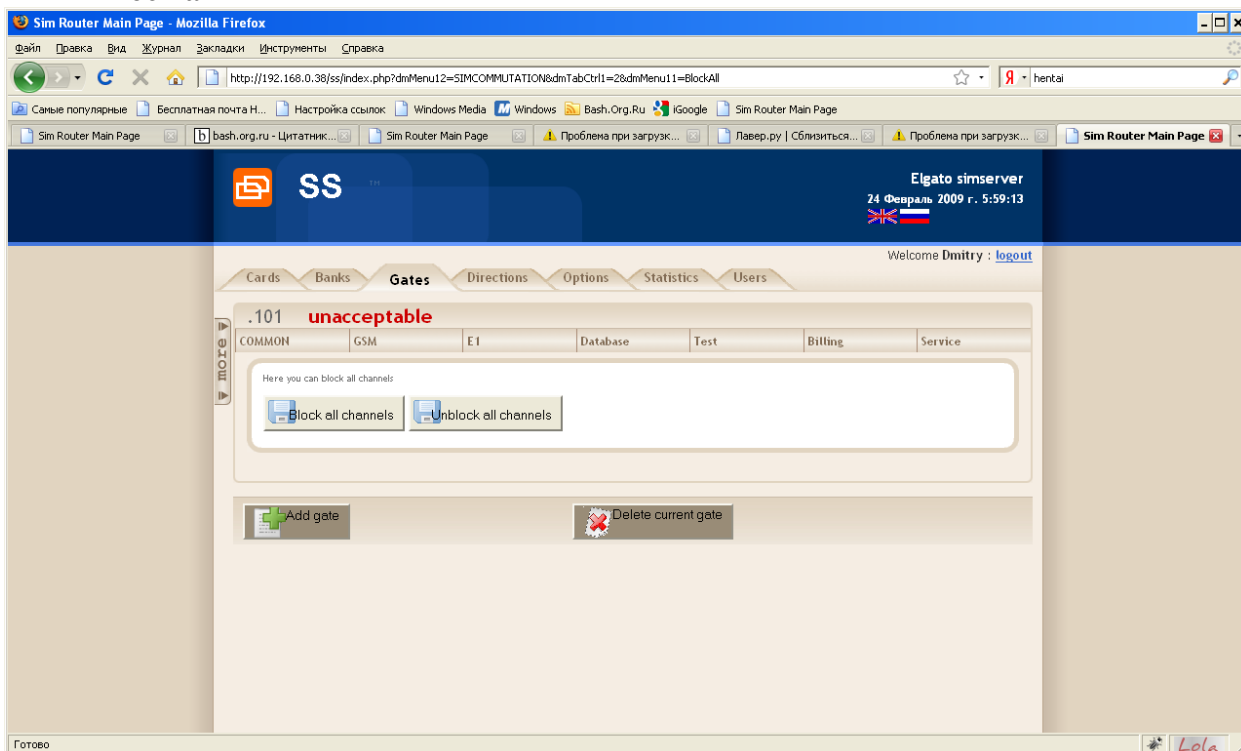 Sim Router Main Page - Mozilla Firefox
Файл Правка Вид Журнал Закладки Инструменты Справка
http://192.168.0.38/ss/index.php?dmMenu12=SIMCOMMUTATION&dmTabCtrl1=2&dmMenu11=BlockAll Я hentai
Самые популярные Бесплатная почта H... Настройка ссылок Windows Media Windows Bash.Org.Ru iGoogle Sim Router Main Page
Sim Router Main Page bash.org.ru - Цитатник... Sim Router Main Page Проблема при загрузк... Лавер.ру | Сблизиться... Проблема при загрузк... Sim Router Main Page
SS ™
Elgato simserver
24 Февраль 2009 г. 5:59:13
Welcome Dmitry : logout
Cards Banks Gates Directions Options Statistics Users
.101 unacceptable
more
COMMON GSM E1 Database Test Billing Service
Here you can block all channels
Block all channels Unblock all channels
Add gate Delete current gate
Готово Lola